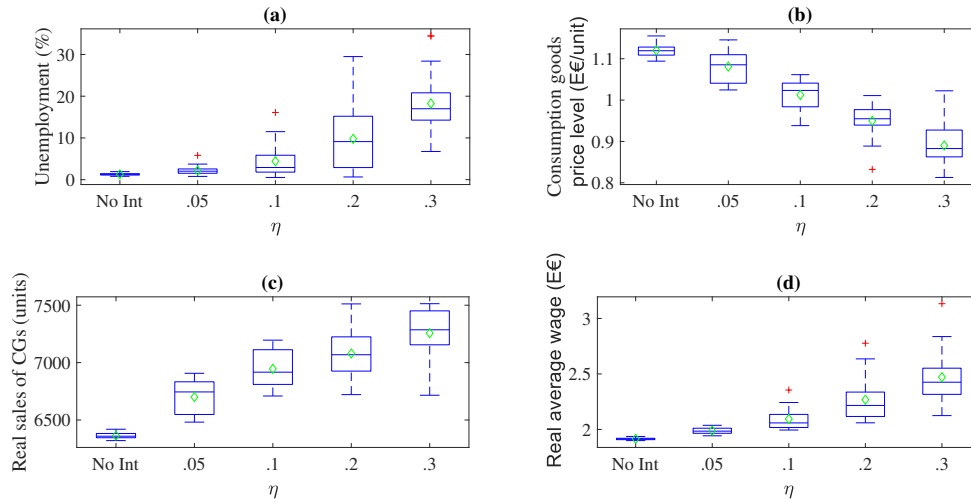 (a)
Unemployment (%)
30
20
10
0
No Int .05 .1 .2 .3
η
(b)
Consumption goods
price level (E€/unit)
1.1
1
0.9
0.8
No Int .05 .1 .2 .3
η
(c)
Real sales of CGs (units)
7500
7000
6500
No Int .05 .1 .2 .3
η
(d)
Real average wage (E€)
3
2.5
2
No Int .05 .1 .2 .3
η